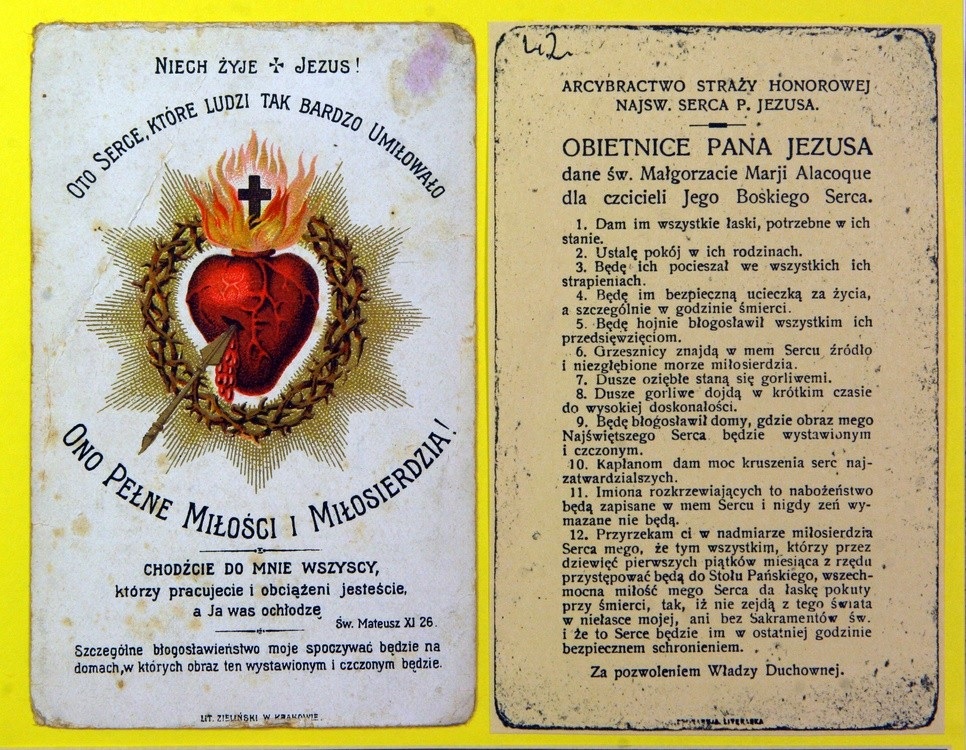 NIECH ŻYJE ✢ JEZUS!
OTO SERCE, KTÓRE LUDZI TAK BARDZO UMIŁOWAŁO
ONO PEŁNE MIŁOŚCI I MIŁOSIERDZIA!
CHODŹCIE DO MNIE WSZYSCY,
którzy pracujecie i obciążeni jesteście,
a Ja was ochłodzę
Św. Mateusz XI 26.
Szczególne błogosławieństwo moje spoczywać będzie na
domach, w których obraz ten wystawionym i czczonym będzie.
LIT. ZIELIŃSKI W KRAKOWIE
42
ARCYBRACTWO STRAŻY HONOROWEJ
NAJSW. SERCA P. JEZUSA.
OBIETNICE PANA JEZUSA
dane św. Małgorzacie Marji Alacoque
dla czcicieli Jego Boskiego Serca.
1. Dam im wszystkie łaski, potrzebne w ich
stanie.
2. Ustalę pokój w ich rodzinach.
3. Będę ich pocieszał we wszystkich ich
strapieniach.
4. Będę im bezpieczną ucieczką za życia,
a szczególnie w godzinie śmierci.
5. Będę hojnie błogosławił wszystkim ich
przedsięwzięciom.
6. Grzesznicy znajdą w mem Sercu źródło
i niezgłębione morze miłosierdzia.
7. Dusze oziębłe staną się gorliwemi.
8. Dusze gorliwe dojdą w krótkim czasie
do wysokiej doskonałości.
9. Będę błogosławił domy, gdzie obraz mego
Najświętszego Serca będzie wystawionym
i czczonym.
10. Kapłanom dam moc kruszenia serc naj-
zatwardzialszych.
11. Imiona rozkrzewiających to nabożeństwo
będą zapisane w mem Sercu i nigdy zeń wy-
mazane nie będą.
12. Przyrzekam ci w nadmiarze miłosierdzia
Serca mego, że tym wszystkim, którzy przez
dziewięć pierwszych piątków miesiąca z rzędu
przystępować będą do Stołu Pańskiego, wszech-
mocna miłość mego Serca da łaskę pokuty
przy śmierci, tak, iż nie zejdą z tego świata
w niełasce mojej, ani bez Sakramentów św.
i że to Serce będzie im w ostatniej godzinie
bezpiecznem schronieniem.
Za pozwoleniem Władzy Duchownej.